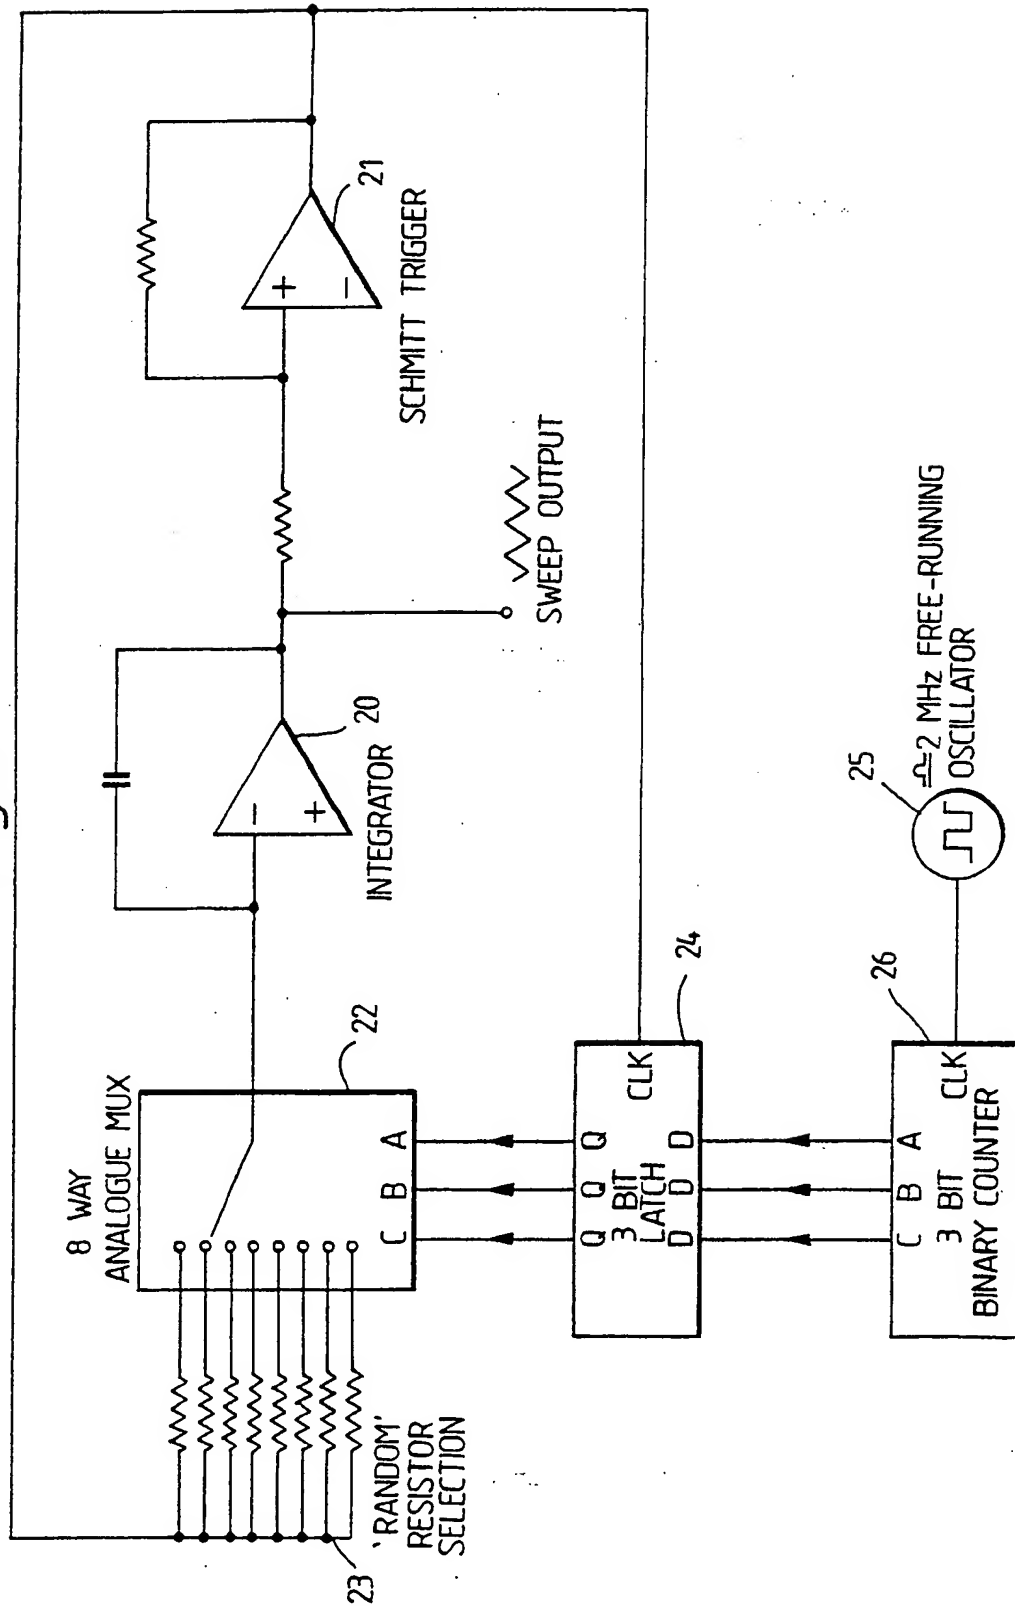 8 WAY
ANALOGUE MUX
22
C B A
'RANDOM'
RESISTOR
SELECTION
23
−
+
20
INTEGRATOR
SWEEP OUTPUT
+
−
21
SCHMITT TRIGGER
Q Q Q
3 BIT
LATCH
D D D
CLK
24
C B A
3 BIT
BINARY COUNTER
CLK
26
25
≏2 MHz FREE-RUNNING
OSCILLATOR